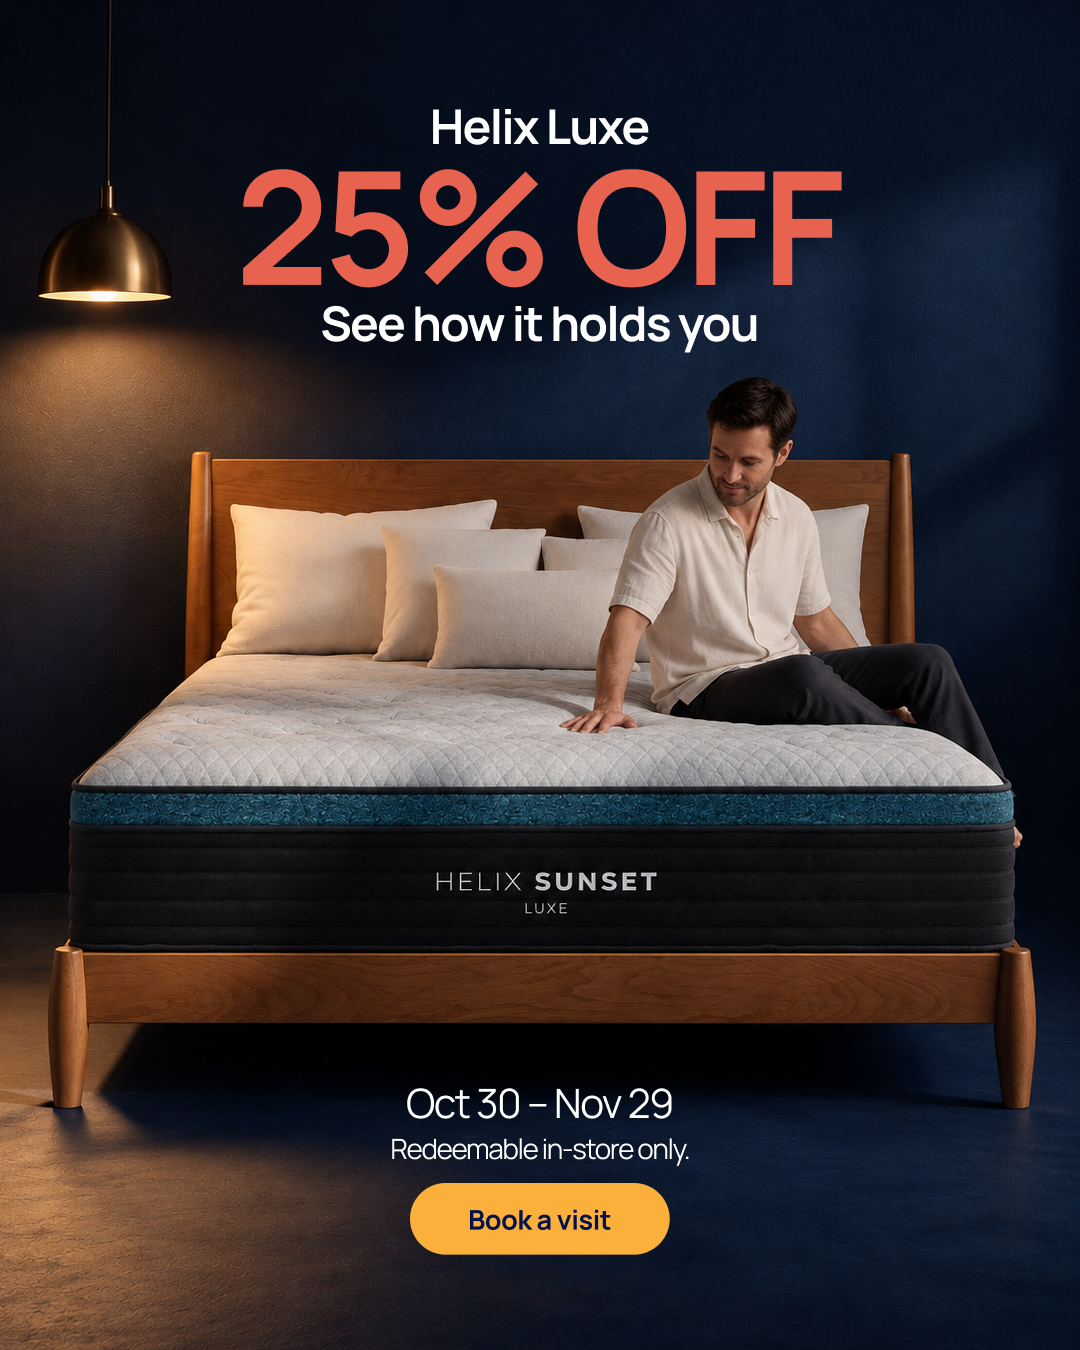 Helix Luxe
25% OFF
See how it holds you
HELIX SUNSET
LUXE
Oct 30 – Nov 29
Redeemable in-store only.
Book a visit